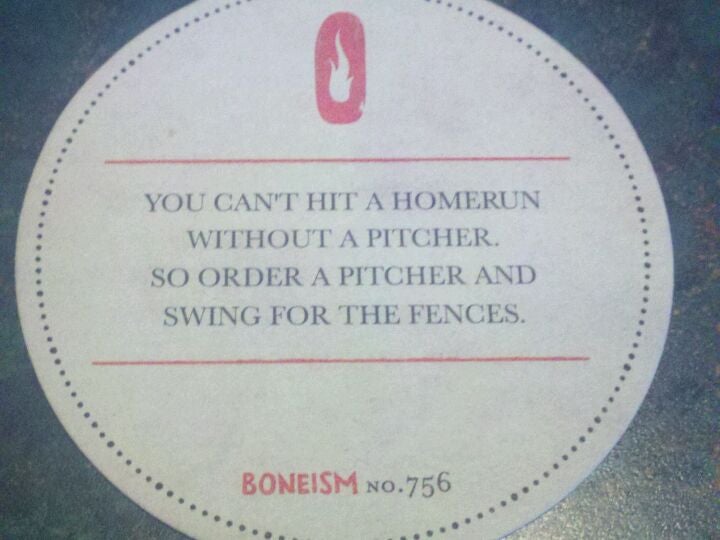 YOU CAN'T HIT A HOMERUN
WITHOUT A PITCHER.
SO ORDER A PITCHER AND
SWING FOR THE FENCES.
BONEISM NO.756